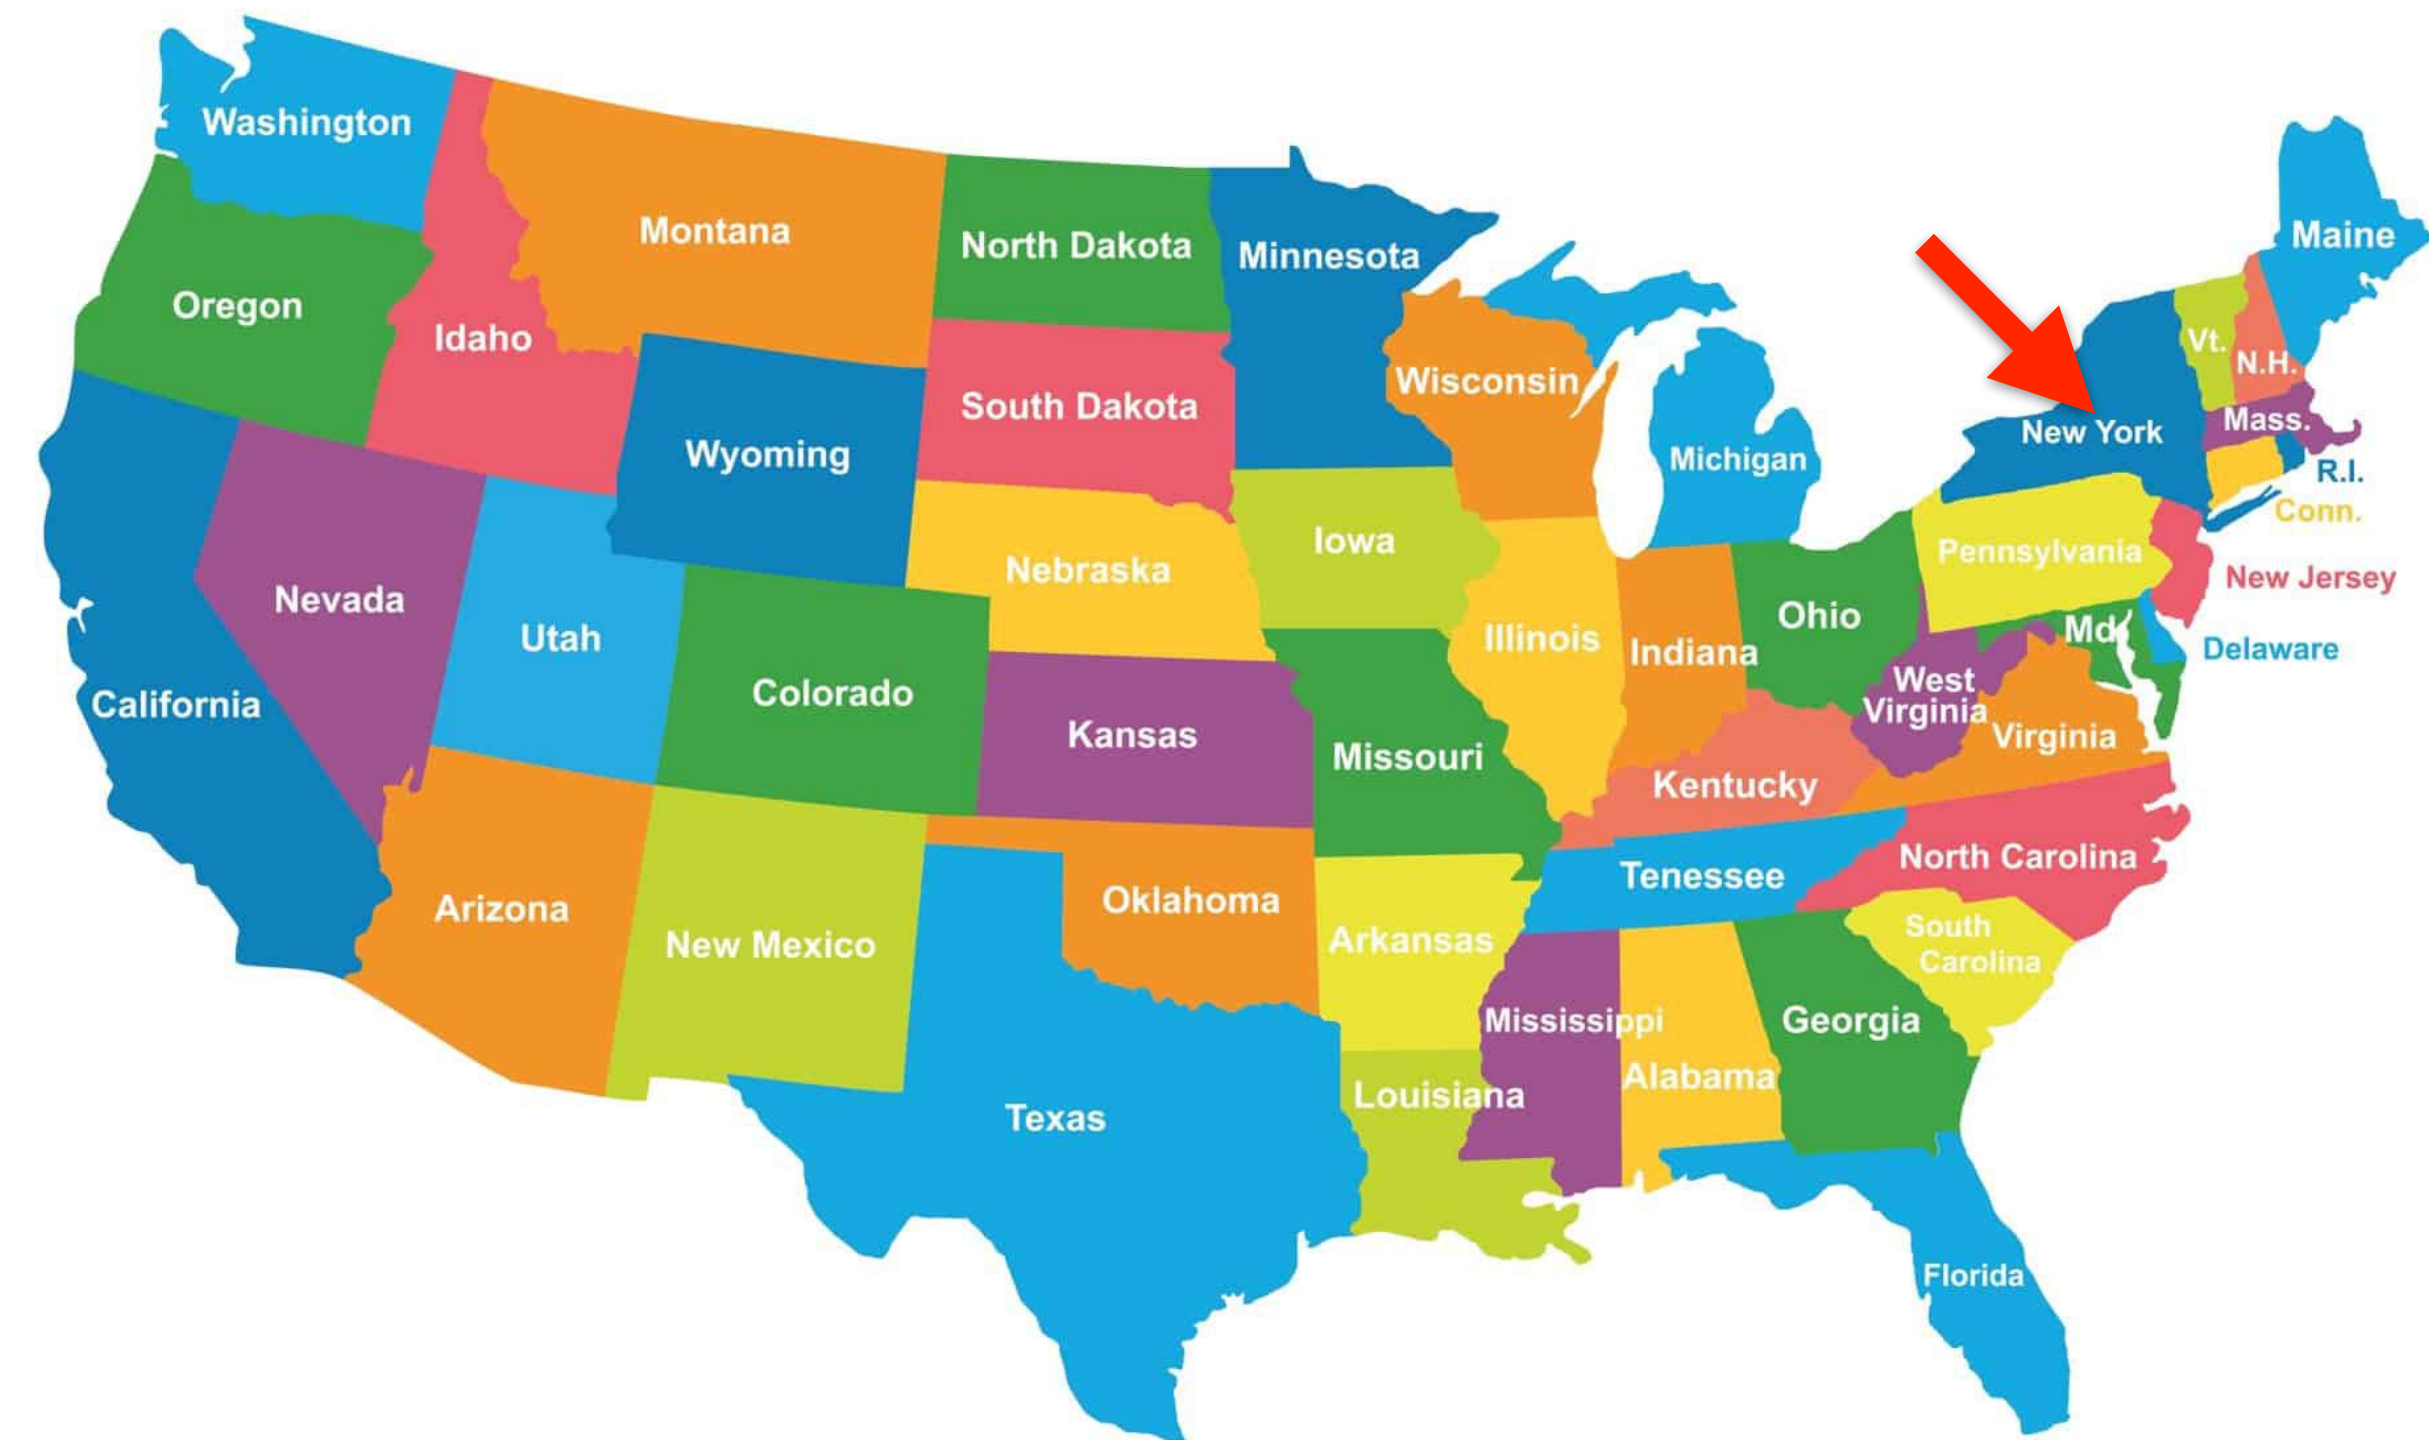 Washington
Montana
North Dakota
Minnesota
Maine
Oregon
Idaho
Vt.
N.H.
Wisconsin
South Dakota
Mass.
New York
Wyoming
Michigan
R.I.
Conn.
Iowa
Pennsylvania
Nebraska
New Jersey
Nevada
Ohio
Md
Utah
Illinois
Indiana
Delaware
West
Virginia
Colorado
California
Kansas
Virginia
Missouri
Kentucky
North Carolina
Tenessee
Oklahoma
Arizona
South
Carolina
Arkansas
New Mexico
Mississippi
Georgia
Alabama
Louisiana
Texas
Florida